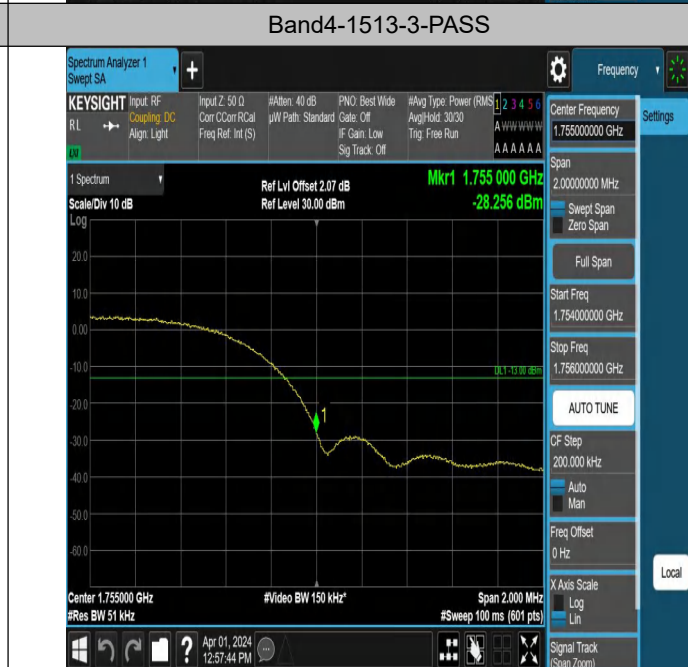 Band4-1513-3-PASS
Spectrum Analyzer 1
Swept SA
+
Frequency
KEYSIGHT
RL
LXI
Input: RF
Coupling: DC
Align: Light
Input Z: 50 Ω
Corr CCorr RCal
Freq Ref: Int (S)
#Atten: 40 dB
µW Path: Standard
PNO: Best Wide
Gate: Off
IF Gain: Low
Sig Track: Off
#Avg Type: Power (RMS
Avg|Hold: 30/30
Trig: Free Run
1 2 3 4 5 6
A W W W W W
A A A A A A
1 Spectrum
Scale/Div 10 dB
Log
Ref Lvl Offset 2.07 dB
Ref Level 30.00 dBm
Mkr1 1.755 000 GHz
-28.256 dBm
20.0
10.0
0.00
-10.0
-20.0
-30.0
-40.0
-50.0
-60.0
DL1 -13.00 dBm
1
Center 1.755000 GHz
#Res BW 51 kHz
#Video BW 150 kHz*
Span 2.000 MHz
#Sweep 100 ms (601 pts)
?
Apr 01, 2024
12:57:44 PM
Center Frequency
1.755000000 GHz
Span
2.00000000 MHz
Swept Span
Zero Span
Full Span
Start Freq
1.754000000 GHz
Stop Freq
1.756000000 GHz
AUTO TUNE
CF Step
200.000 kHz
Auto
Man
Freq Offset
0 Hz
X Axis Scale
Log
Lin
Signal Track
(Span Zoom)
Settings
Local